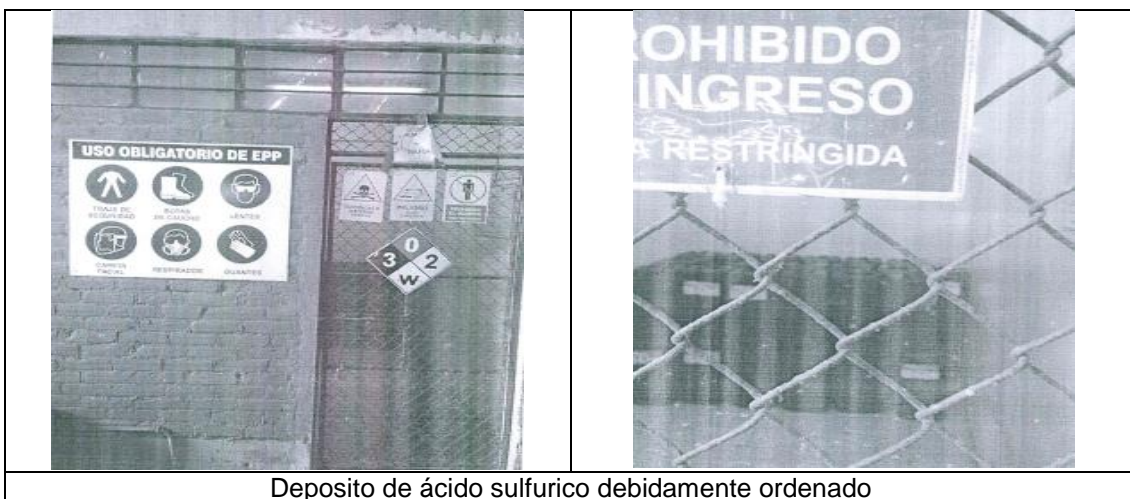 USO OBLIGATORIO DE EPP
TRAJE DE
SEGURIDAD
BOTAS
DE CAUCHO
LENTES
CARETA
FACIAL
RESPIRADOR
GUANTES
0
3
2
W
ROHIBIDO
INGRESO
A RESTRINGIDA
Deposito de ácido sulfurico debidamente ordenado